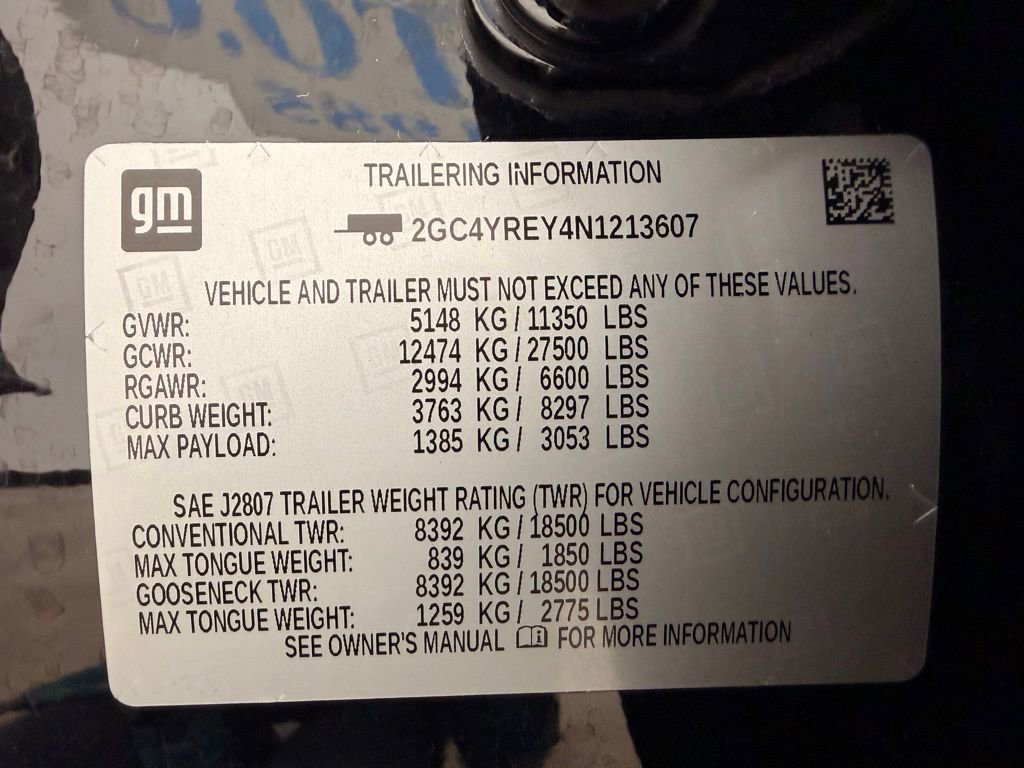 gm
TRAILERING INFORMATION
2GC4YREY4N1213607
VEHICLE AND TRAILER MUST NOT EXCEED ANY OF THESE VALUES.
GVWR: 5148 KG / 11350 LBS
GCWR: 12474 KG / 27500 LBS
RGAWR: 2994 KG / 6600 LBS
CURB WEIGHT: 3763 KG / 8297 LBS
MAX PAYLOAD: 1385 KG / 3053 LBS
SAE J2807 TRAILER WEIGHT RATING (TWR) FOR VEHICLE CONFIGURATION.
CONVENTIONAL TWR: 8392 KG / 18500 LBS
MAX TONGUE WEIGHT: 839 KG / 1850 LBS
GOOSENECK TWR: 8392 KG / 18500 LBS
MAX TONGUE WEIGHT: 1259 KG / 2775 LBS
SEE OWNER'S MANUAL FOR MORE INFORMATION